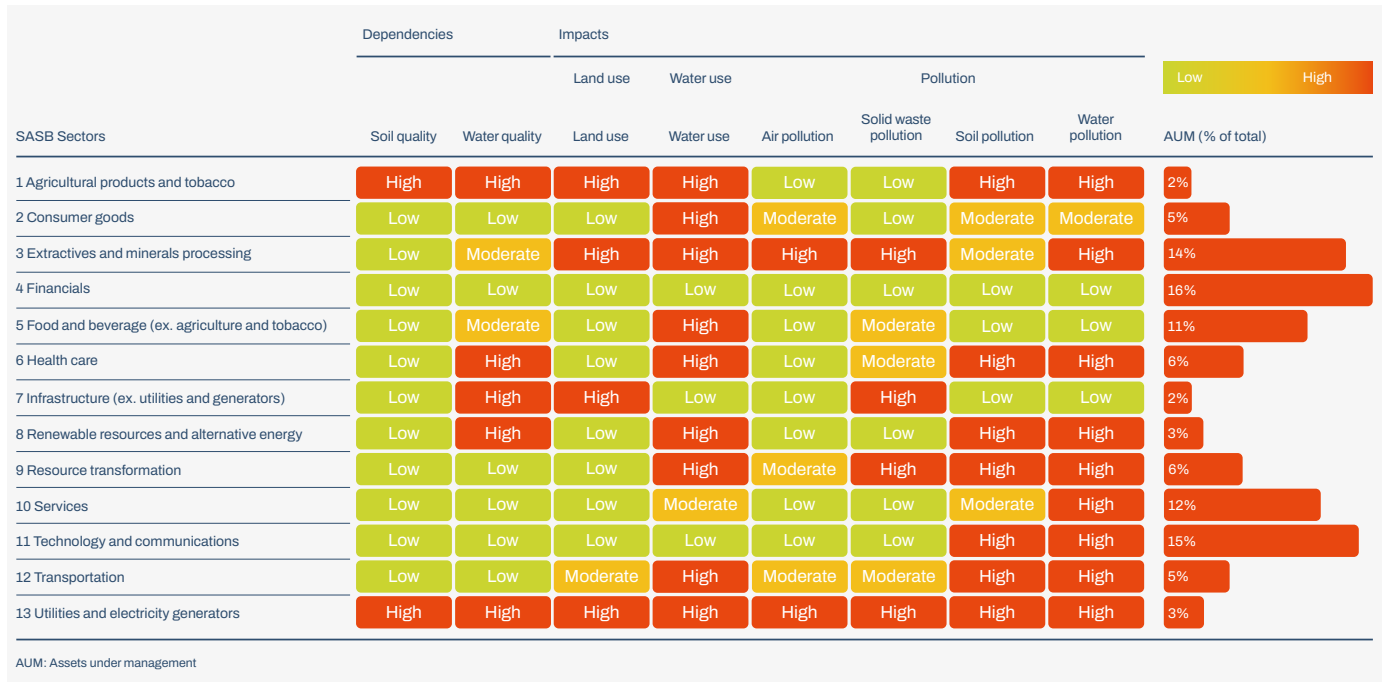 Dependencies Impacts
Land use Water use Pollution Low High
SASB Sectors Soil quality Water quality Land use Water use Air pollution Solid waste pollution Soil pollution Water pollution AUM (% of total)
1 Agricultural products and tobacco High High High High Low Low High High 2%
2 Consumer goods Low Low Low High Moderate Low Moderate Moderate 5%
3 Extractives and minerals processing Low Moderate High High High High Moderate High 14%
4 Financials Low Low Low Low Low Low Low Low 16%
5 Food and beverage (ex. agriculture and tobacco) Low Moderate Low High Low Moderate Low Low 11%
6 Health care Low High Low High Low Moderate High High 6%
7 Infrastructure (ex. utilities and generators) Low High High Low Low High Low Low 2%
8 Renewable resources and alternative energy Low High Low High Low Low High High 3%
9 Resource transformation Low Low Low High Moderate High High High 6%
10 Services Low Low Low Moderate Low Low Moderate High 12%
11 Technology and communications Low Low Low Low Low Low High High 15%
12 Transportation Low Low Moderate High Moderate Moderate High High 5%
13 Utilities and electricity generators High High High High High High High High 3%
AUM: Assets under management